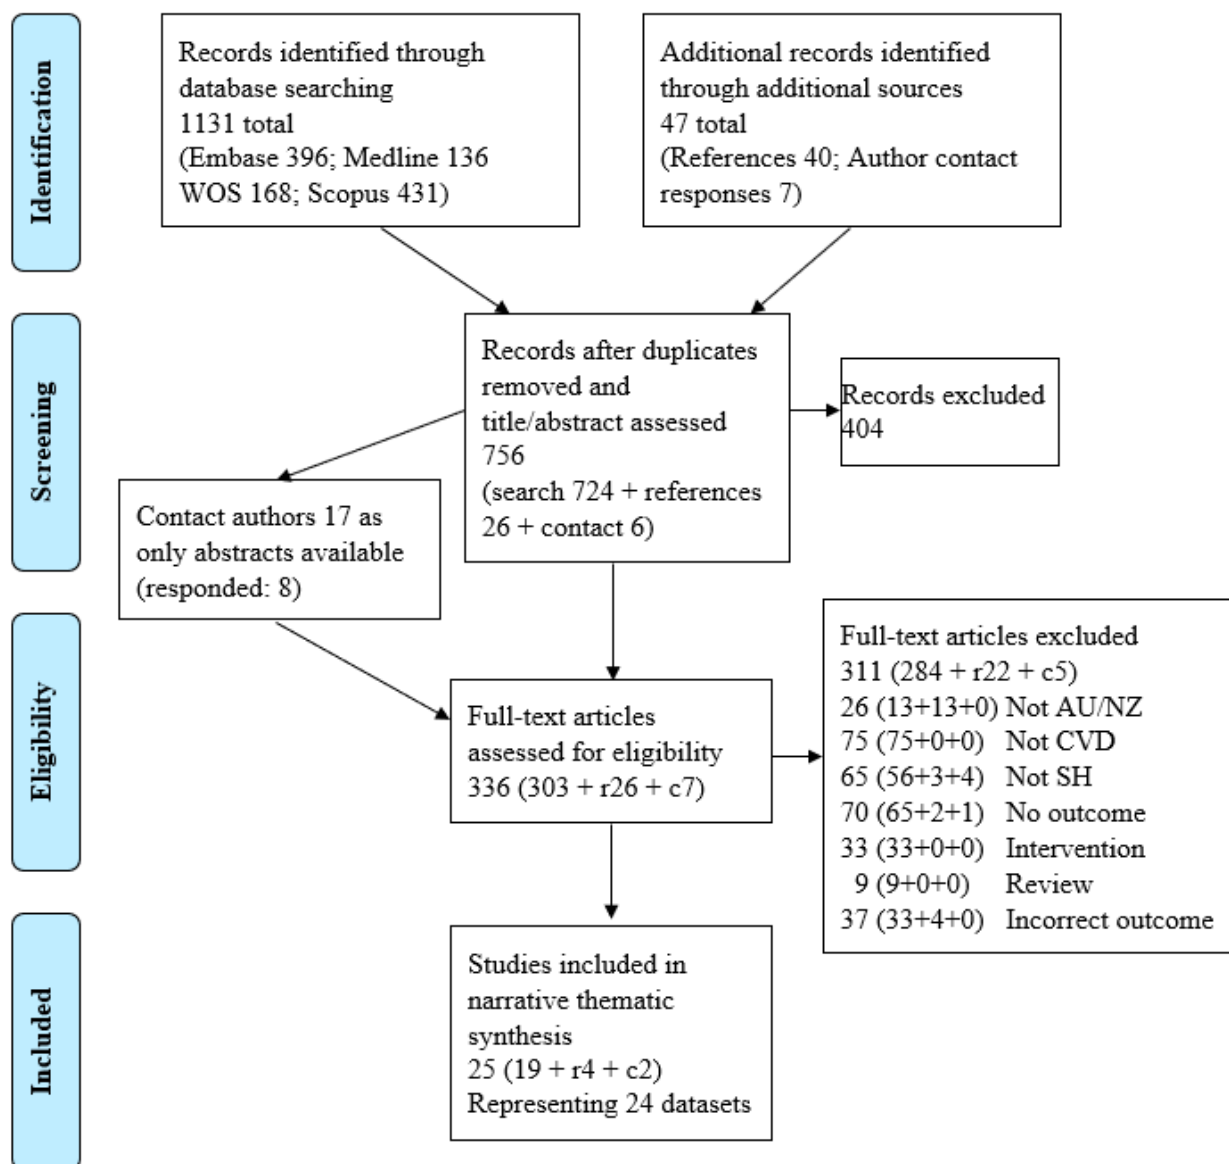 Identification
Records identified through
database searching
1131 total
(Embase 396; Medline 136
WOS 168; Scopus 431)
Additional records identified
through additional sources
47 total
(References 40; Author contact
responses 7)
Screening
Records after duplicates
removed and
title/abstract assessed
756
(search 724 + references
26 + contact 6)
Records excluded
404
Contact authors 17 as
only abstracts available
(responded: 8)
Eligibility
Full-text articles
assessed for eligibility
336 (303 + r26 + c7)
Full-text articles excluded
311 (284 + r22 + c5)
26 (13+13+0) Not AU/NZ
75 (75+0+0) Not CVD
65 (56+3+4) Not SH
70 (65+2+1) No outcome
33 (33+0+0) Intervention
9 (9+0+0) Review
37 (33+4+0) Incorrect outcome
Included
Studies included in
narrative thematic
synthesis
25 (19 + r4 + c2)
Representing 24 datasets